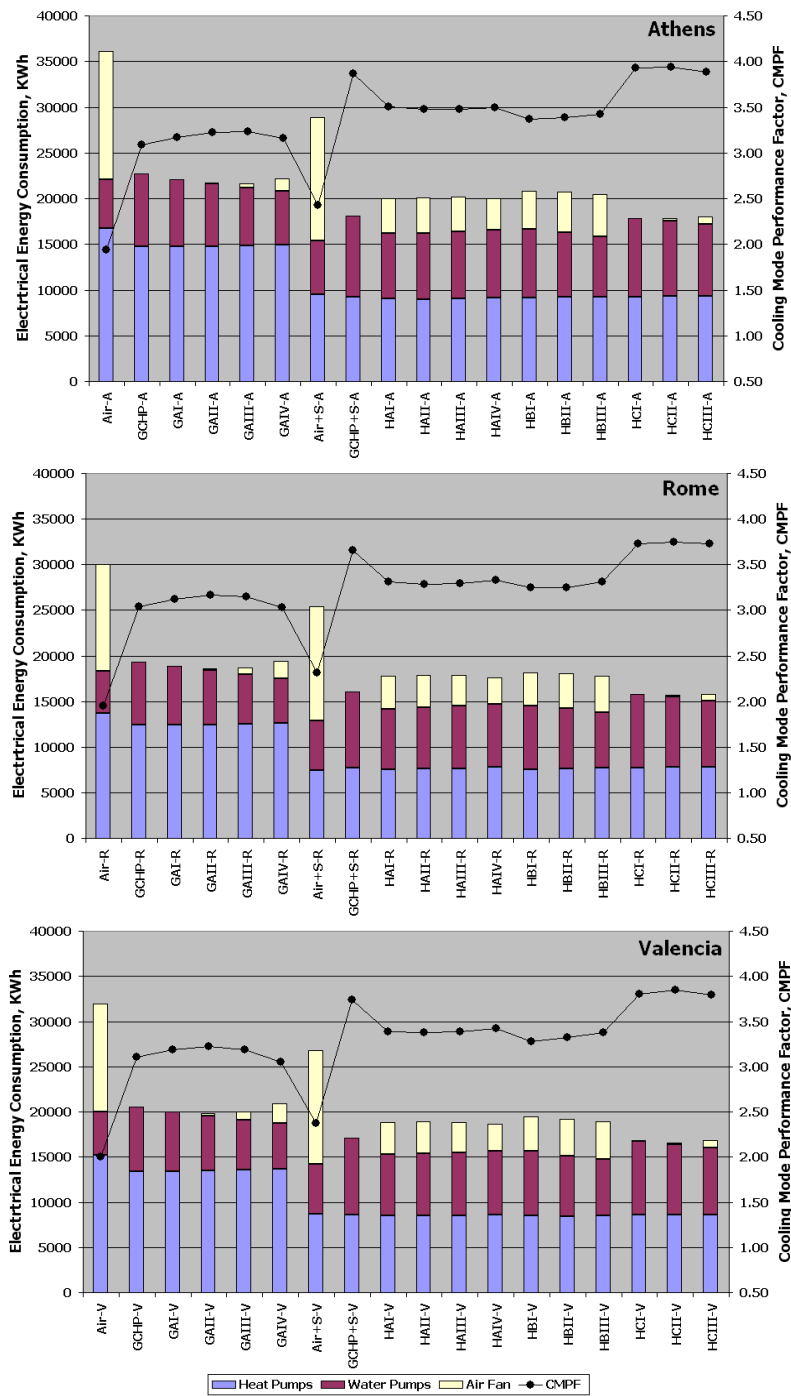 Athens
Electrtrical Energy Consumption, KWh
40000
35000
30000
25000
20000
15000
10000
5000
0
4.50
4.00
3.50
3.00
2.50
2.00
1.50
1.00
0.50
Cooling Mode Performance Factor, CMPF
Air-A
GCHP-A
GAI-A
GAII-A
GAIII-A
GAIV-A
Air+S-A
GCHP+S-A
HAI-A
HAII-A
HAIII-A
HAIV-A
HBI-A
HBII-A
HBIII-A
HCI-A
HCII-A
HCIII-A
Rome
Electrtrical Energy Consumption, KWh
40000
35000
30000
25000
20000
15000
10000
5000
0
4.50
4.00
3.50
3.00
2.50
2.00
1.50
1.00
0.50
Cooling Mode Performance Factor, CMPF
Air-R
GCHP-R
GAI-R
GAII-R
GAIII-R
GAIV-R
Air+S-R
GCHP+S-R
HAI-R
HAII-R
HAIII-R
HAIV-R
HBI-R
HBII-R
HBIII-R
HCI-R
HCII-R
HCIII-R
Valencia
Electrtrical Energy Consumption, KWh
40000
35000
30000
25000
20000
15000
10000
5000
0
4.50
4.00
3.50
3.00
2.50
2.00
1.50
1.00
0.50
Cooling Mode Performance Factor, CMPF
Air-V
GCHP-V
GAI-V
GAII-V
GAIII-V
GAIV-V
Air+S-V
GCHP+S-V
HAI-V
HAII-V
HAIII-V
HAIV-V
HBI-V
HBII-V
HBIII-V
HCI-V
HCII-V
HCIII-V
Heat Pumps Water Pumps Air Fan CMPF